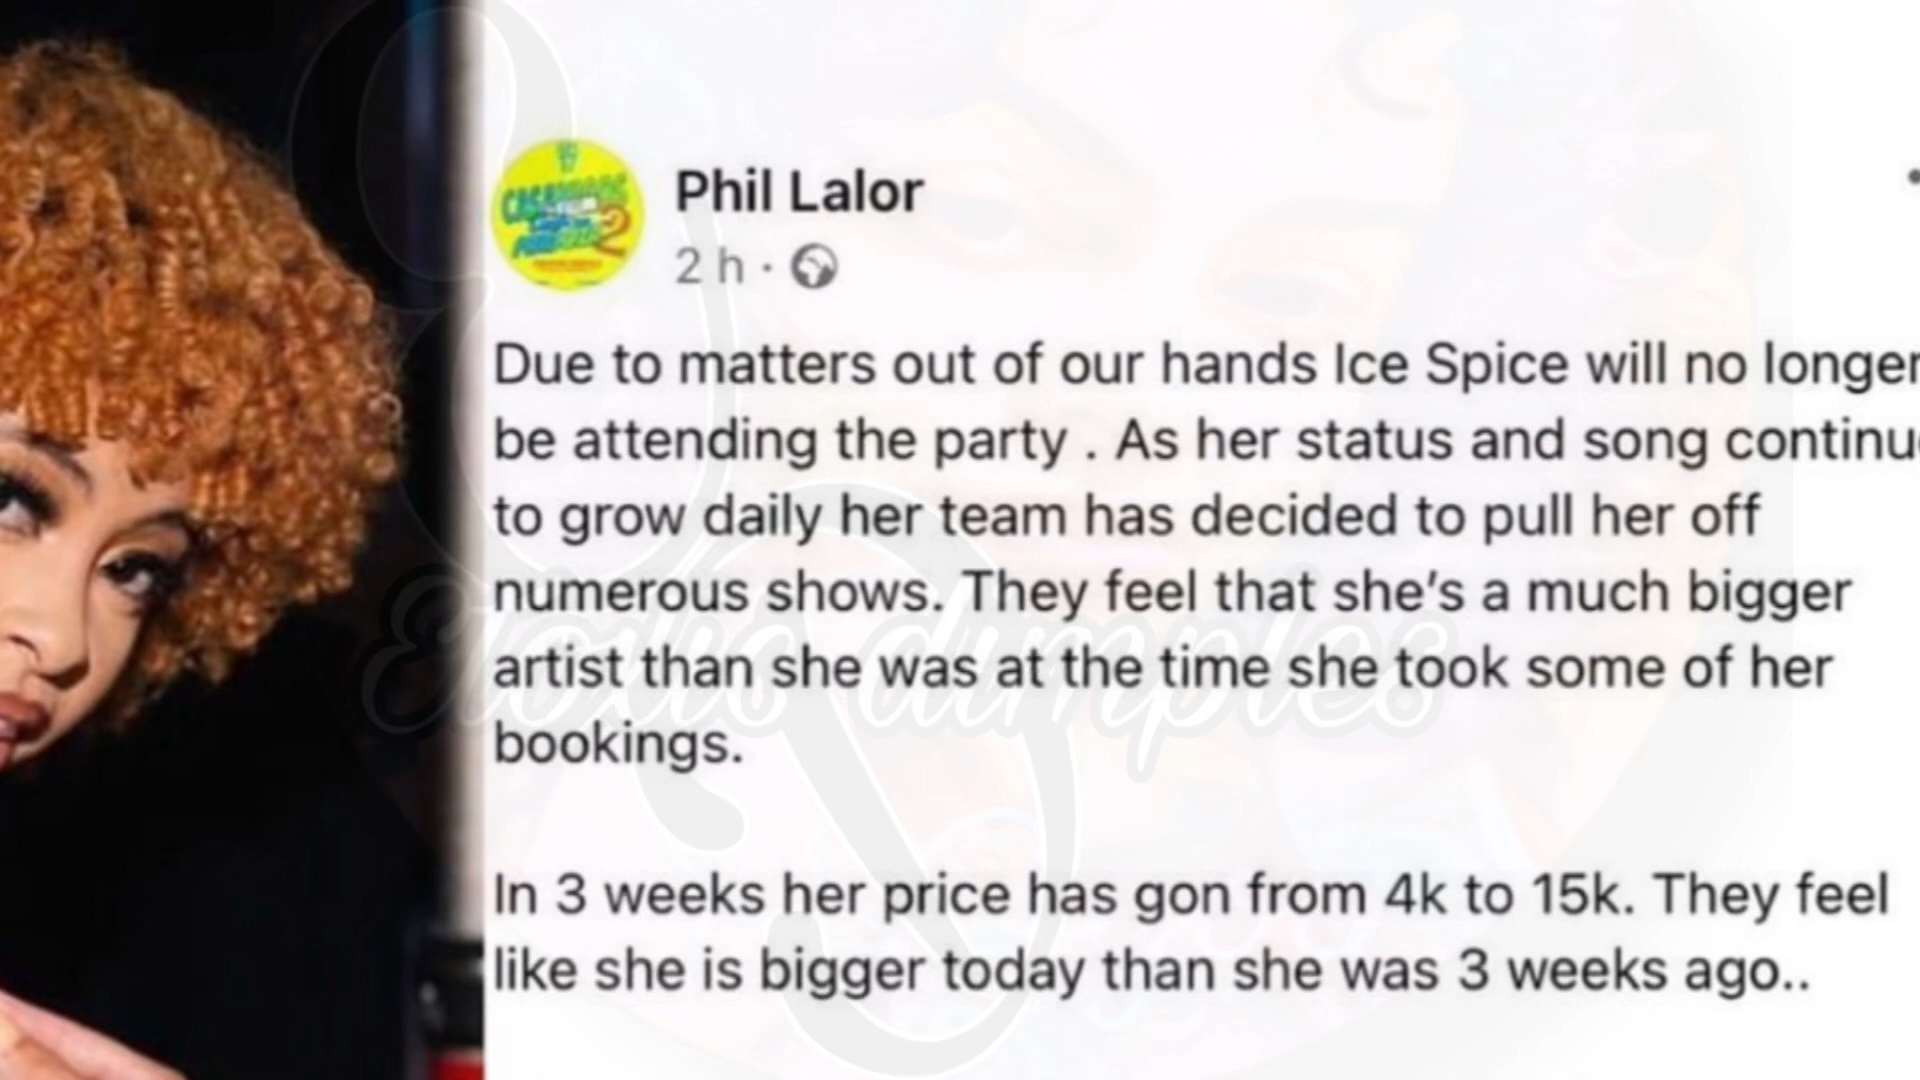 Phil Lalor
2 h ·
Due to matters out of our hands Ice Spice will no longer
be attending the party . As her status and song continue
to grow daily her team has decided to pull her off
numerous shows. They feel that she's a much bigger
artist than she was at the time she took some of her
bookings.
In 3 weeks her price has gon from 4k to 15k. They feel
like she is bigger today than she was 3 weeks ago..
dimples